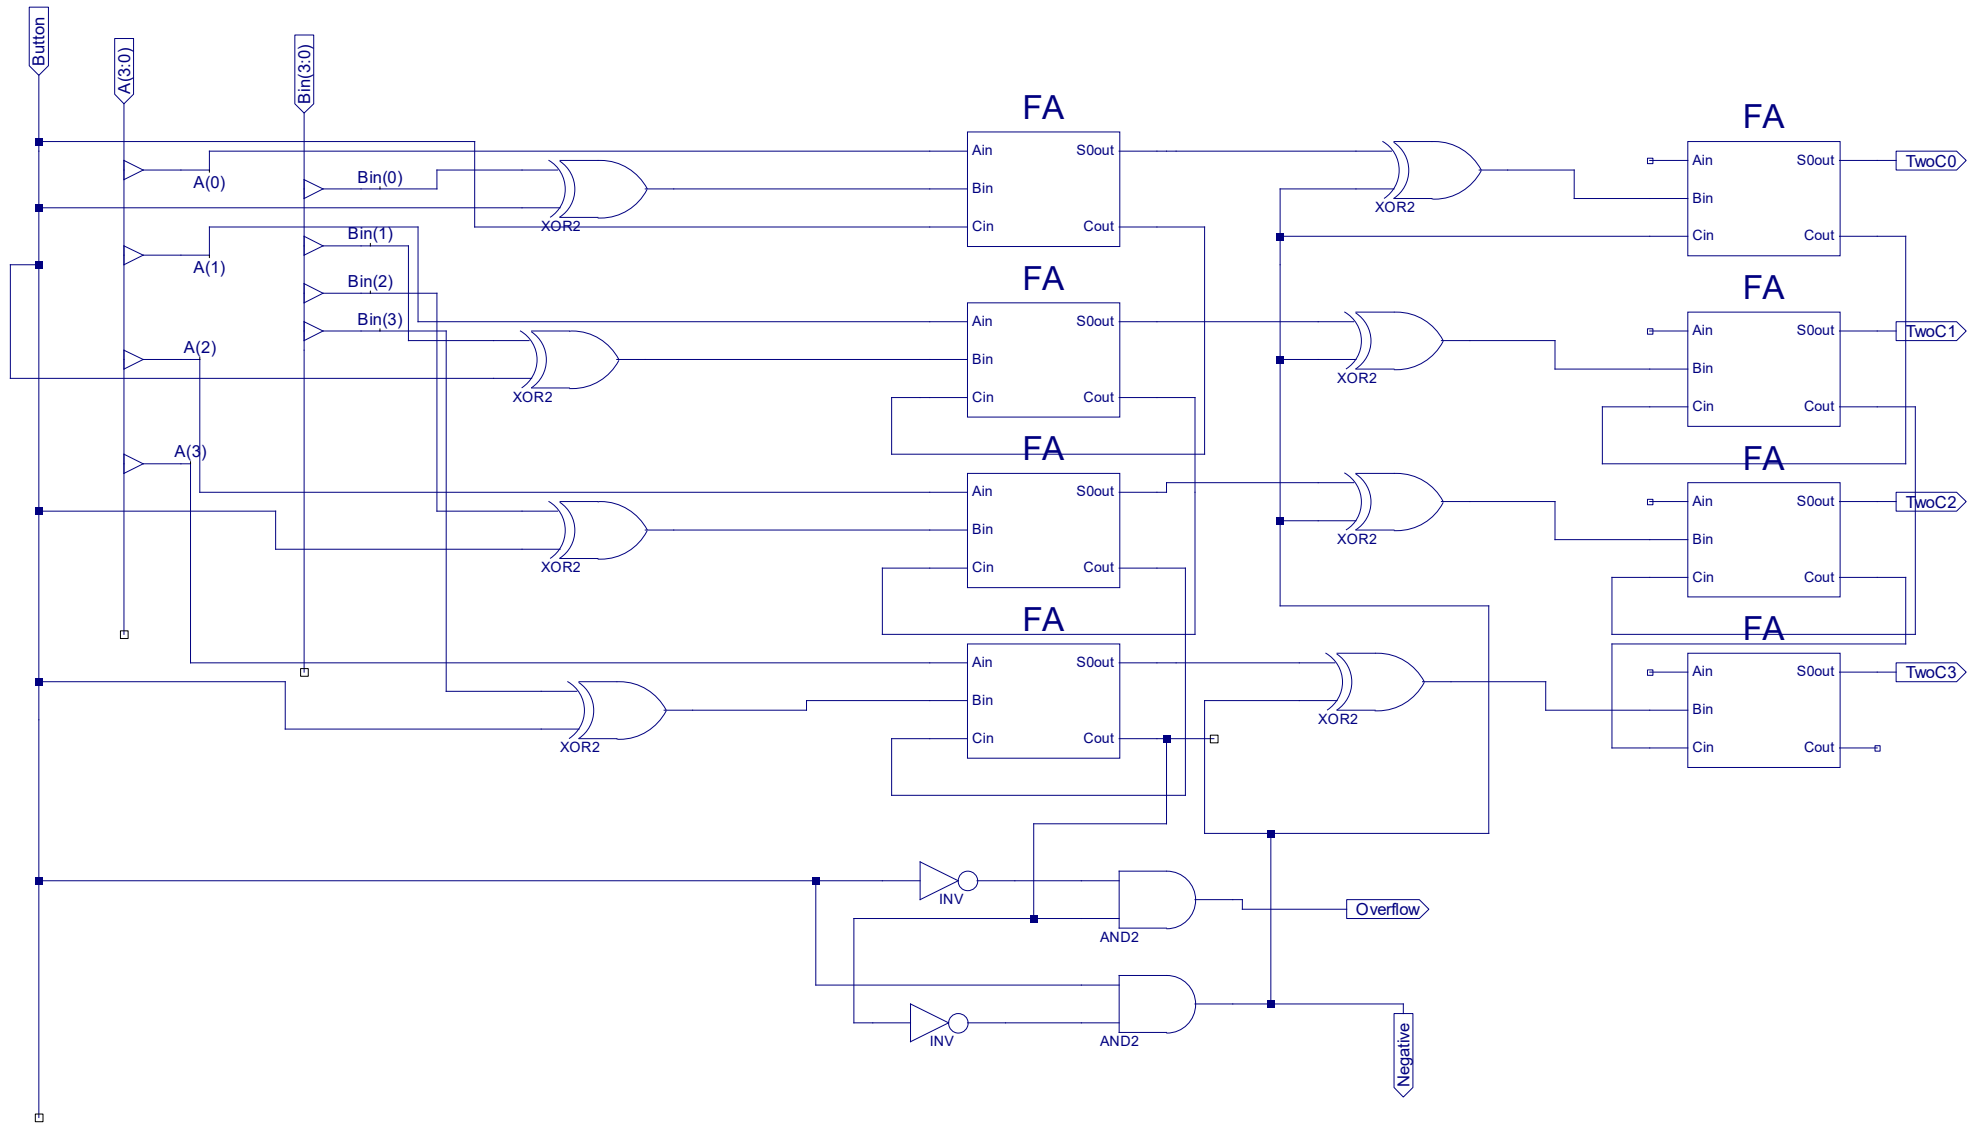 Button
A(3:0)
Bin(3:0)
A(0)
Bin(0)
XOR2
A(1)
Bin(1)
Bin(2)
Bin(3)
A(2)
XOR2
A(3)
XOR2
XOR2
FA
Ain S0out
Bin
Cin Cout
FA
Ain S0out
Bin
Cin Cout
FA
Ain S0out
Bin
Cin Cout
FA
Ain S0out
Bin
Cin Cout
XOR2
XOR2
XOR2
XOR2
FA
Ain S0out
Bin
Cin Cout
TwoC0
FA
Ain S0out
Bin
Cin Cout
TwoC1
FA
Ain S0out
Bin
Cin Cout
TwoC2
FA
Ain S0out
Bin
Cin Cout
TwoC3
INV
AND2
Overflow
INV
AND2
Negative